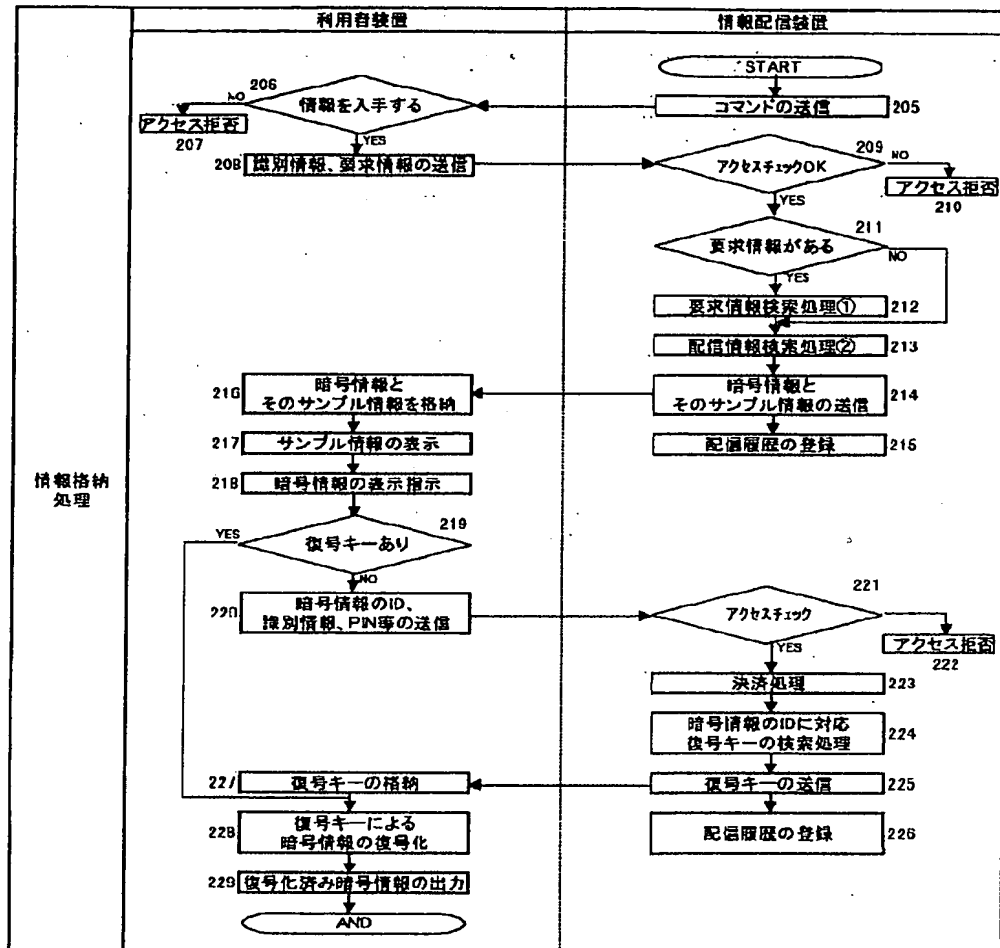 利用者装置
情報配信装置
情報格納
処理
START
コマンドの送信
205
206
情報を入手する
NO
YES
アクセス拒否
207
208
識別情報、要求情報の送信
209
アクセスチェックOK
NO
YES
アクセス拒否
210
211
要求情報がある
NO
YES
要求情報検索処理①
212
配信情報検索処理②
213
暗号情報と
そのサンプル情報の送信
214
配信履歴の登録
215
216
暗号情報と
そのサンプル情報を格納
217
サンプル情報の表示
218
暗号情報の表示指示
219
復号キーあり
YES
NO
220
暗号情報のID、
識別情報、PIN等の送信
221
アクセスチェック
YES
アクセス拒否
222
決済処理
223
暗号情報のIDに対応
復号キーの検索処理
224
復号キーの送信
225
配信履歴の登録
226
227
復号キーの格納
228
復号キーによる
暗号情報の復号化
229
復号化済み暗号情報の出力
AND